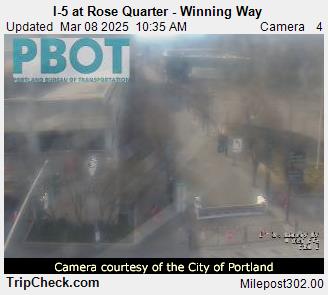 I-5 at Rose Quarter - Winning Way
Updated Mar 08 2025 10:35 AM Camera 4
PBOT
PORTLAND BUREAU OF TRANSPORTATION
Camera courtesy of the City of Portland
TripCheck.com Milepost302.00